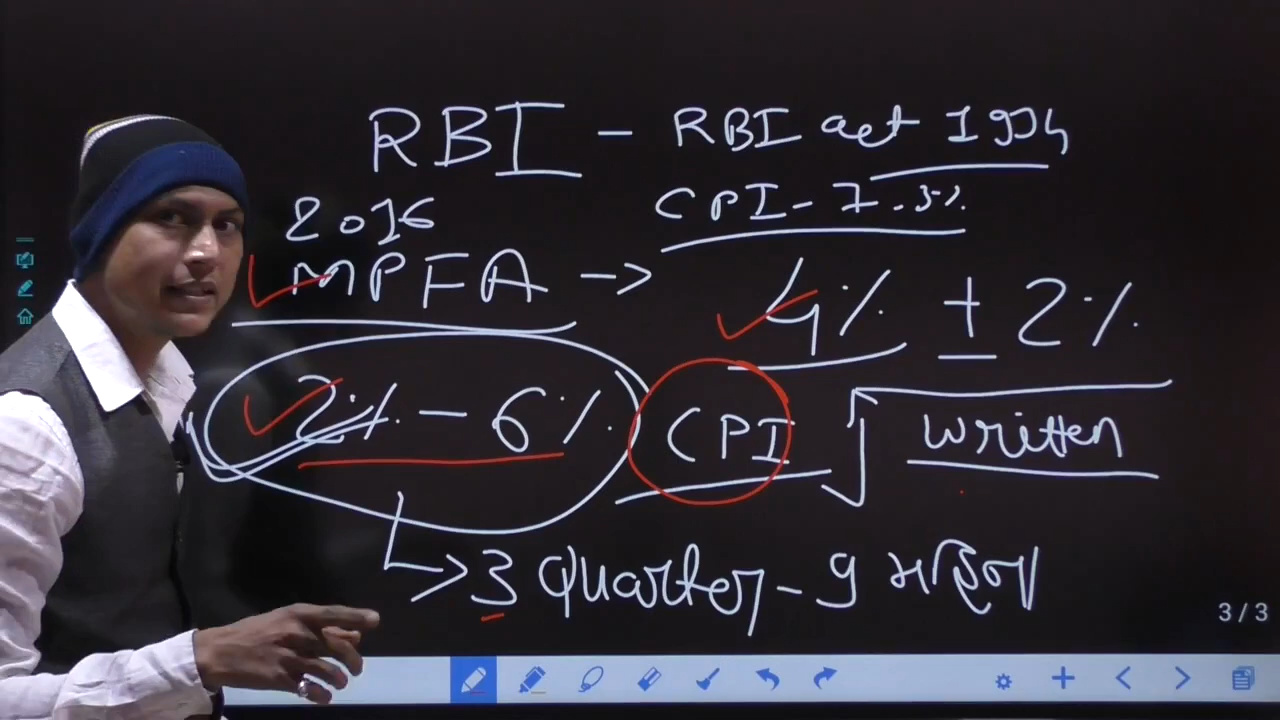 RBI - RBI act 1934
CPI - 7.5%
2016
MPFA → 4% ± 2%
2% - 6% CPI written
→ 3 quarter - 9 महिना
3 / 3